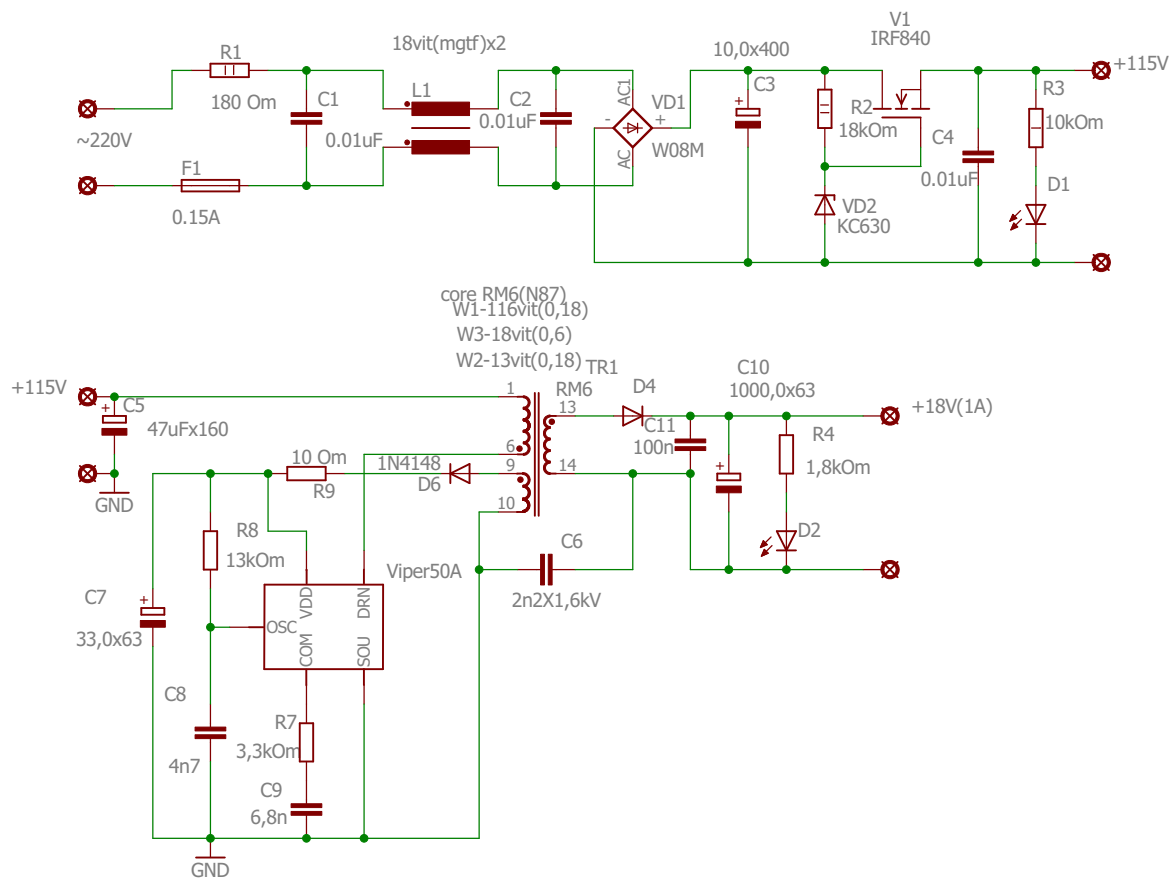 V1
IRF840
18vit(mgtf)x2
10,0x400
R1
+115V
180 Om
L1
C1
C2
0.01uF
0.01uF
AC1
VD1
-
+
AC
W08M
C3
+
R2
18kOm
C4
0.01uF
R3
10kOm
~220V
F1
0.15A
VD2
KC630
D1
core RM6(N87)
W1-116vit(0,18)
W3-18vit(0,6)
W2-13vit(0,18)
TR1
RM6
+115V
+
C5
47uFx160
1
6
9
10
13
14
D4
C10
1000,0x63
C11
100n
+
+18V(1A)
R4
1,8kOm
D2
GND
10 Om
R9
1N4148
D6
R8
13kOm
C6
2n2X1,6kV
Viper50A
VDD
DRN
OSC
COM
SOU
C7
+
33,0x63
C8
4n7
R7
3,3kOm
C9
6,8n
GND